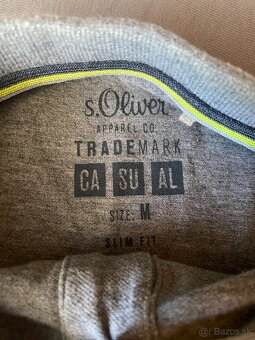 s.Oliver
APPAREL CO.
TRADEMARK
CA SU AL
SIZE: M
SLIM FIT
Bazos.sk